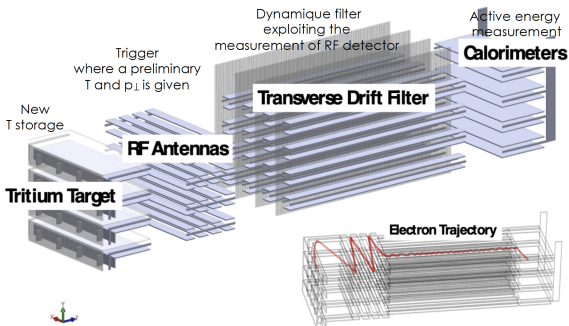 Dynamique filter
exploiting the
measurement of RF detector
Active energy
measurement
Calorimeters
Trigger
where a preliminary
T and p⊥ is given
Transverse Drift Filter
New
T storage
RF Antennas
Tritium Target
Electron Trajectory
Y
X
Z